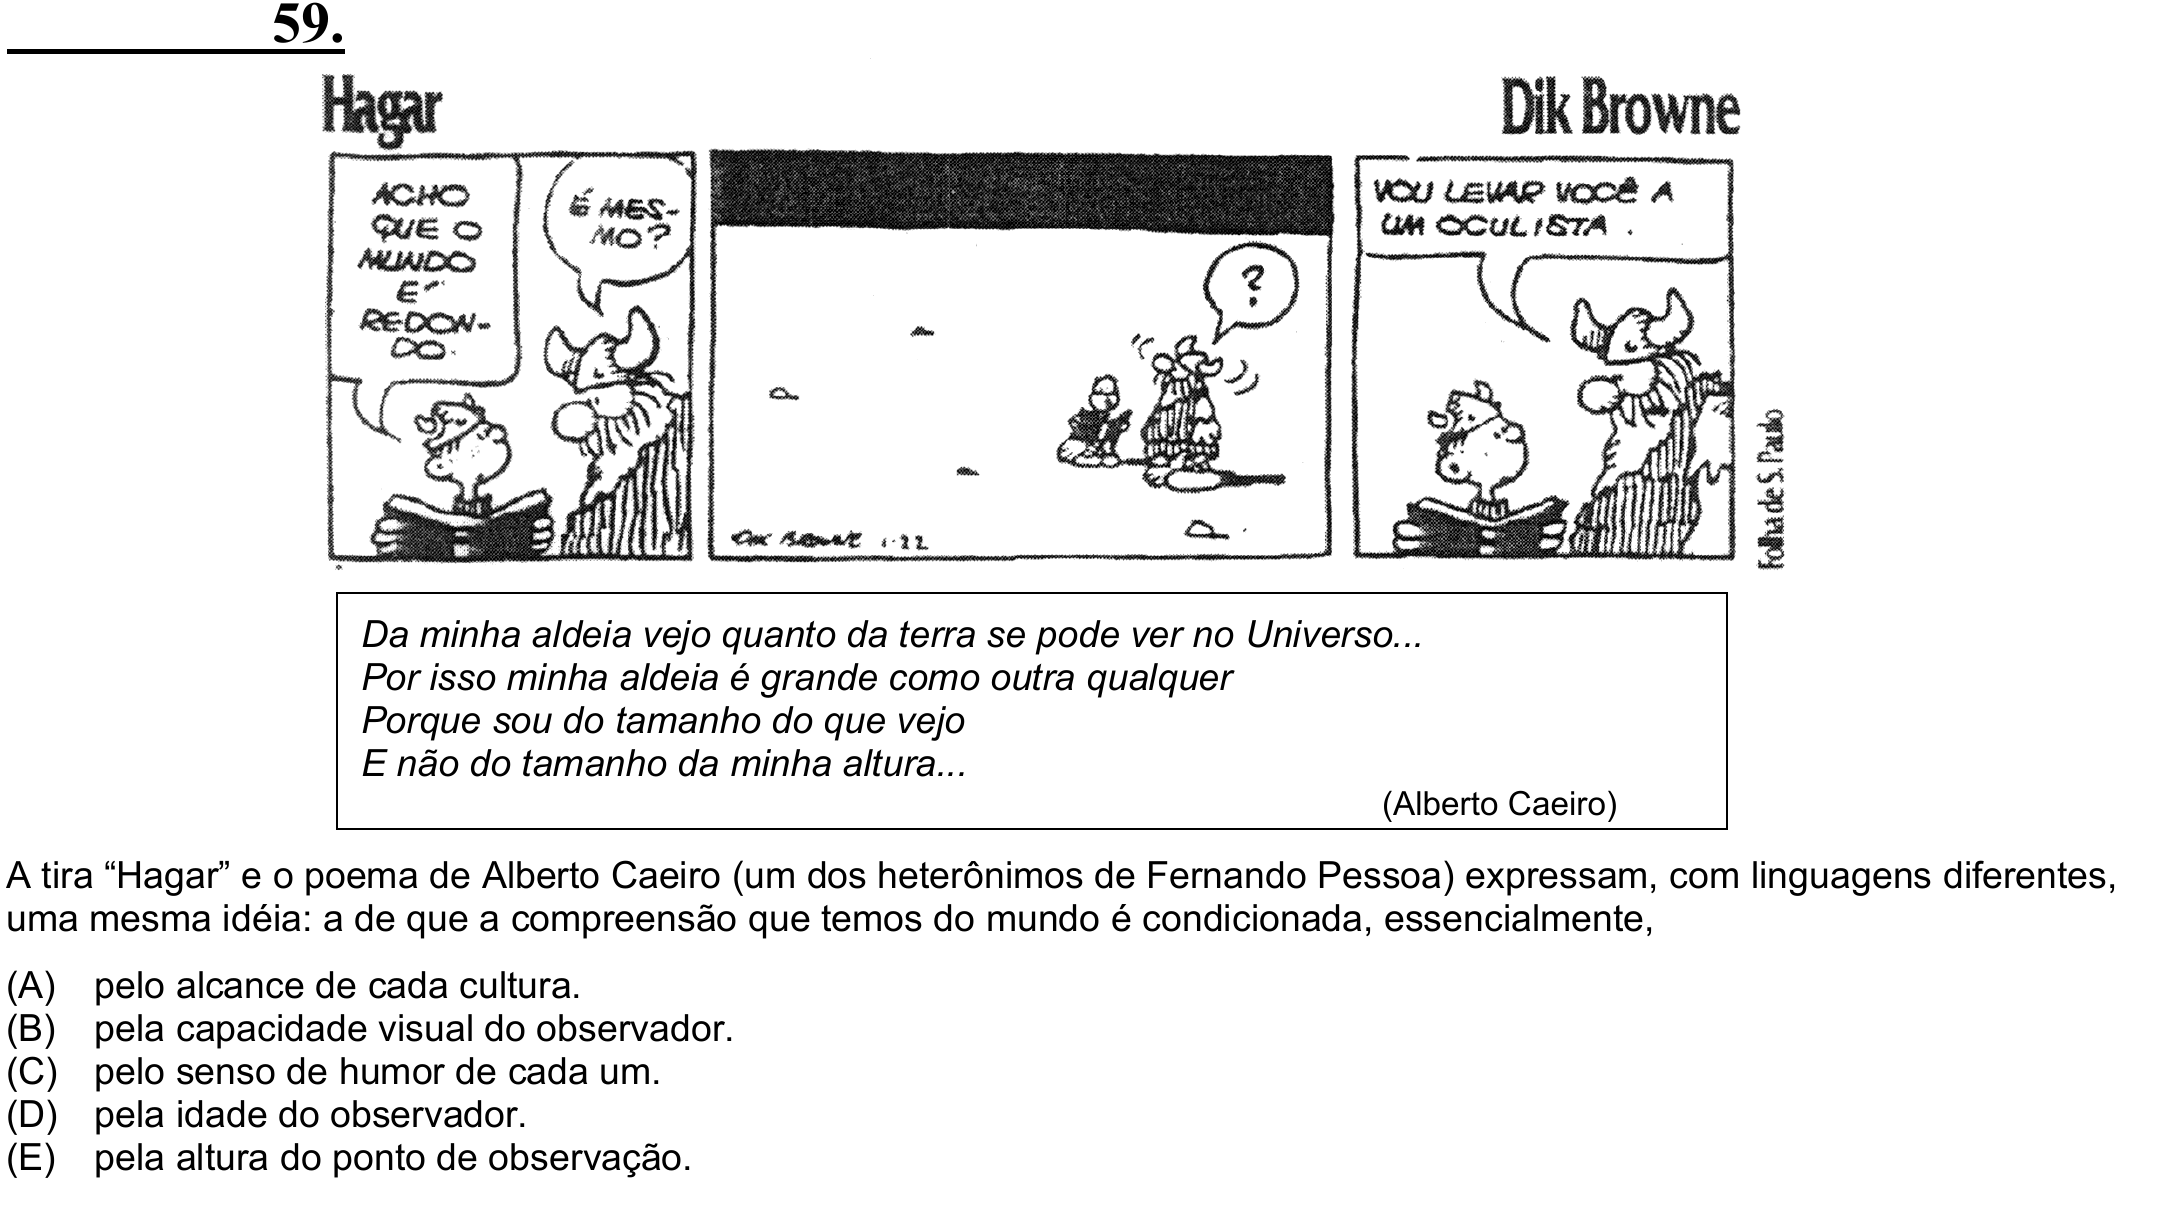 59.
Hagar
Dik Browne
ACHO
QUE O
MUNDO
É
REDON-
DO.
É MES-
MO?
?
DIK BROWNE 1-22
VOU LEVAR VOCÊ A
UM OCULISTA.
Folha de S. Paulo
Da minha aldeia vejo quanto da terra se pode ver no Universo...
Por isso minha aldeia é grande como outra qualquer
Porque sou do tamanho do que vejo
E não do tamanho da minha altura...
(Alberto Caeiro)
A tira “Hagar” e o poema de Alberto Caeiro (um dos heterônimos de Fernando Pessoa) expressam, com linguagens diferentes,
uma mesma idéia: a de que a compreensão que temos do mundo é condicionada, essencialmente,
(A) pelo alcance de cada cultura.
(B) pela capacidade visual do observador.
(C) pelo senso de humor de cada um.
(D) pela idade do observador.
(E) pela altura do ponto de observação.